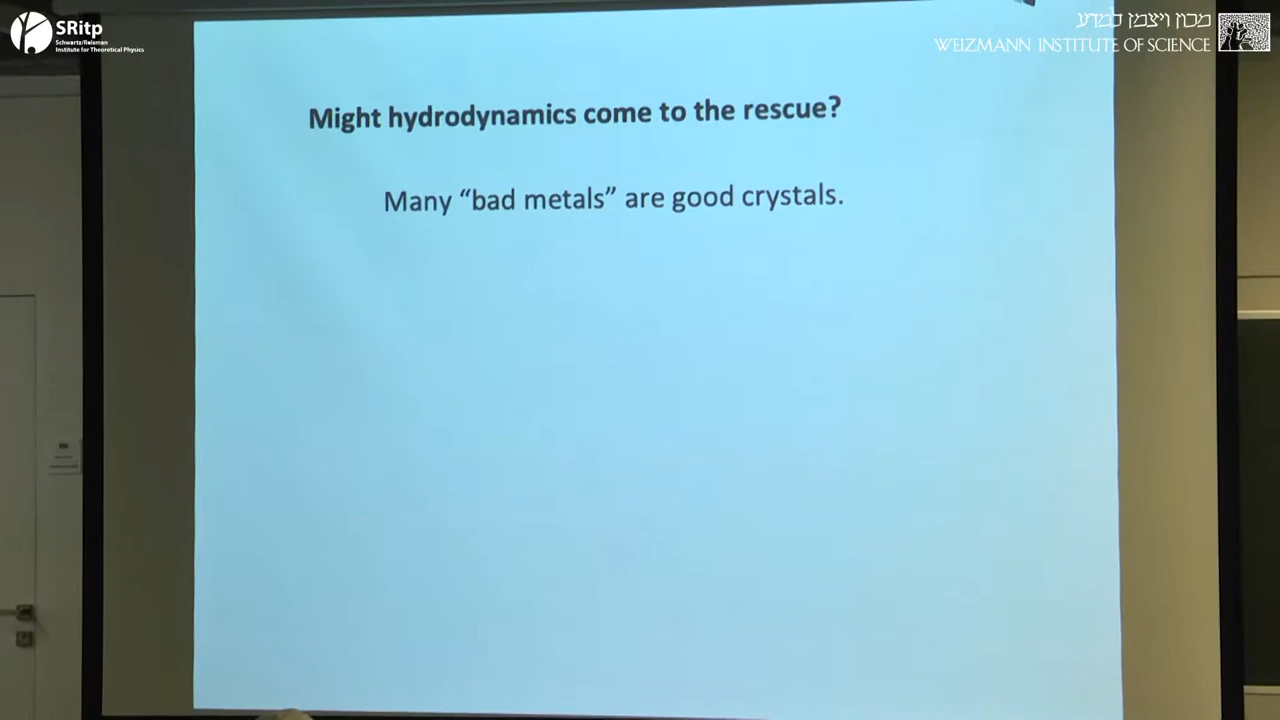 SRitp
Schwartz/Reisman
Institute for Theoretical Physics
מכון ויצמן למדע
WEIZMANN INSTITUTE OF SCIENCE
Might hydrodynamics come to the rescue?
Many “bad metals” are good crystals.